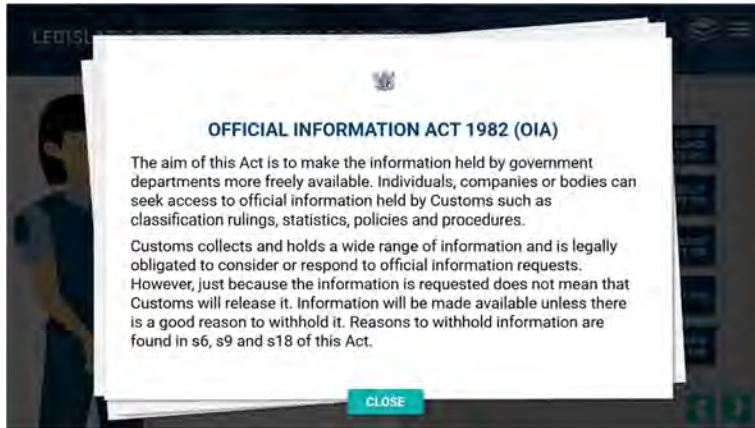 OFFICIAL INFORMATION ACT 1982 (OIA)
The aim of this Act is to make the information held by government
departments more freely available. Individuals, companies or bodies can
seek access to official information held by Customs such as
classification rulings, statistics, policies and procedures.
Customs collects and holds a wide range of information and is legally
obligated to consider or respond to official information requests.
However, just because the information is requested does not mean that
Customs will release it. Information will be made available unless there
is a good reason to withhold it. Reasons to withhold information are
found in s6, s9 and s18 of this Act.
CLOSE